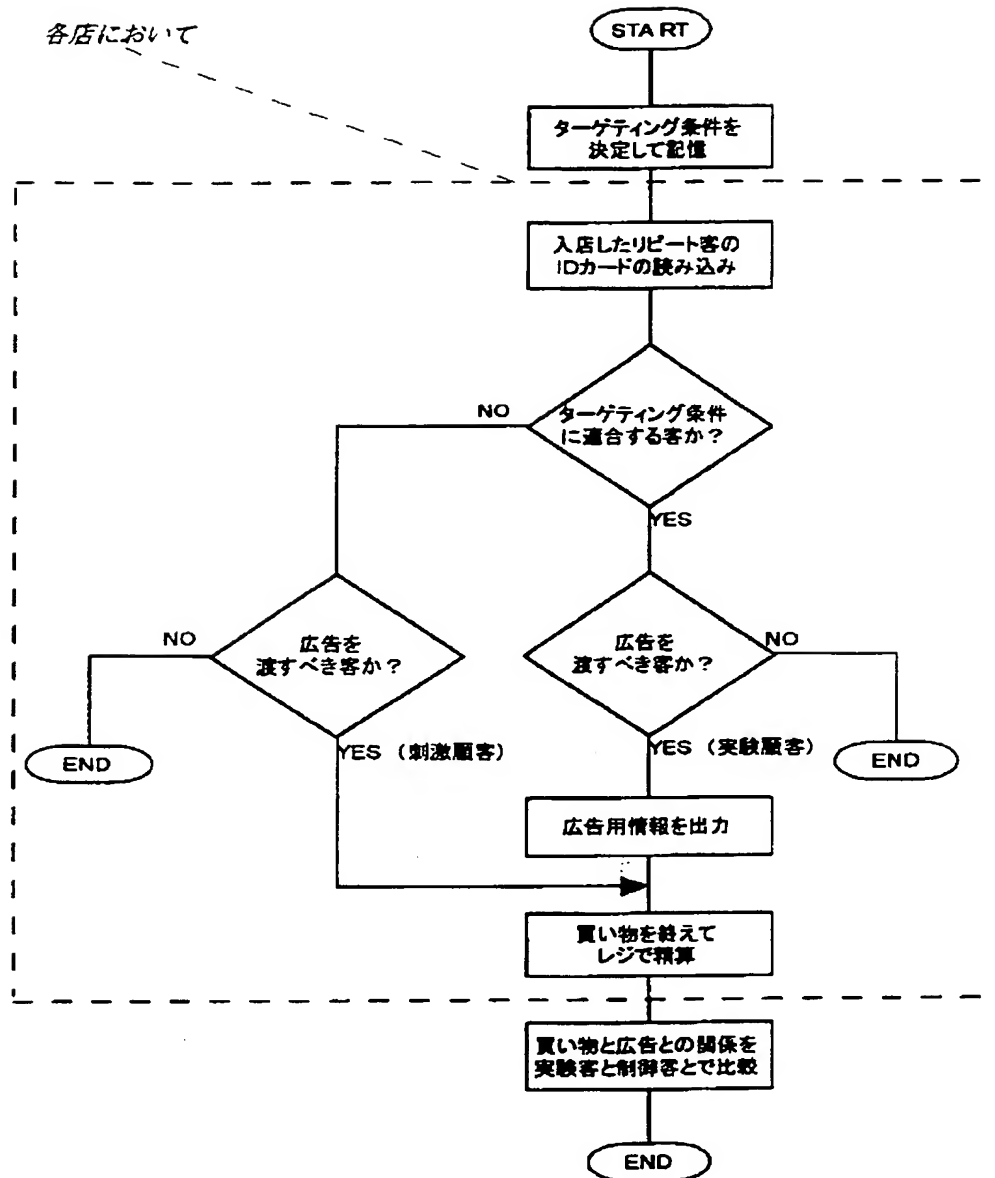 各店において
START
ターゲティング条件を
決定して記憶
入店したリピート客の
IDカードの読み込み
NO
ターゲティング条件
に適合する客か？
YES
NO
広告を
渡すべき客か？
広告を
渡すべき客か？
NO
YES（刺激顧客）
YES（実験顧客）
END
END
広告用情報を出力
買い物を終えて
レジで精算
買い物と広告との関係を
実験客と制御客とで比較
END